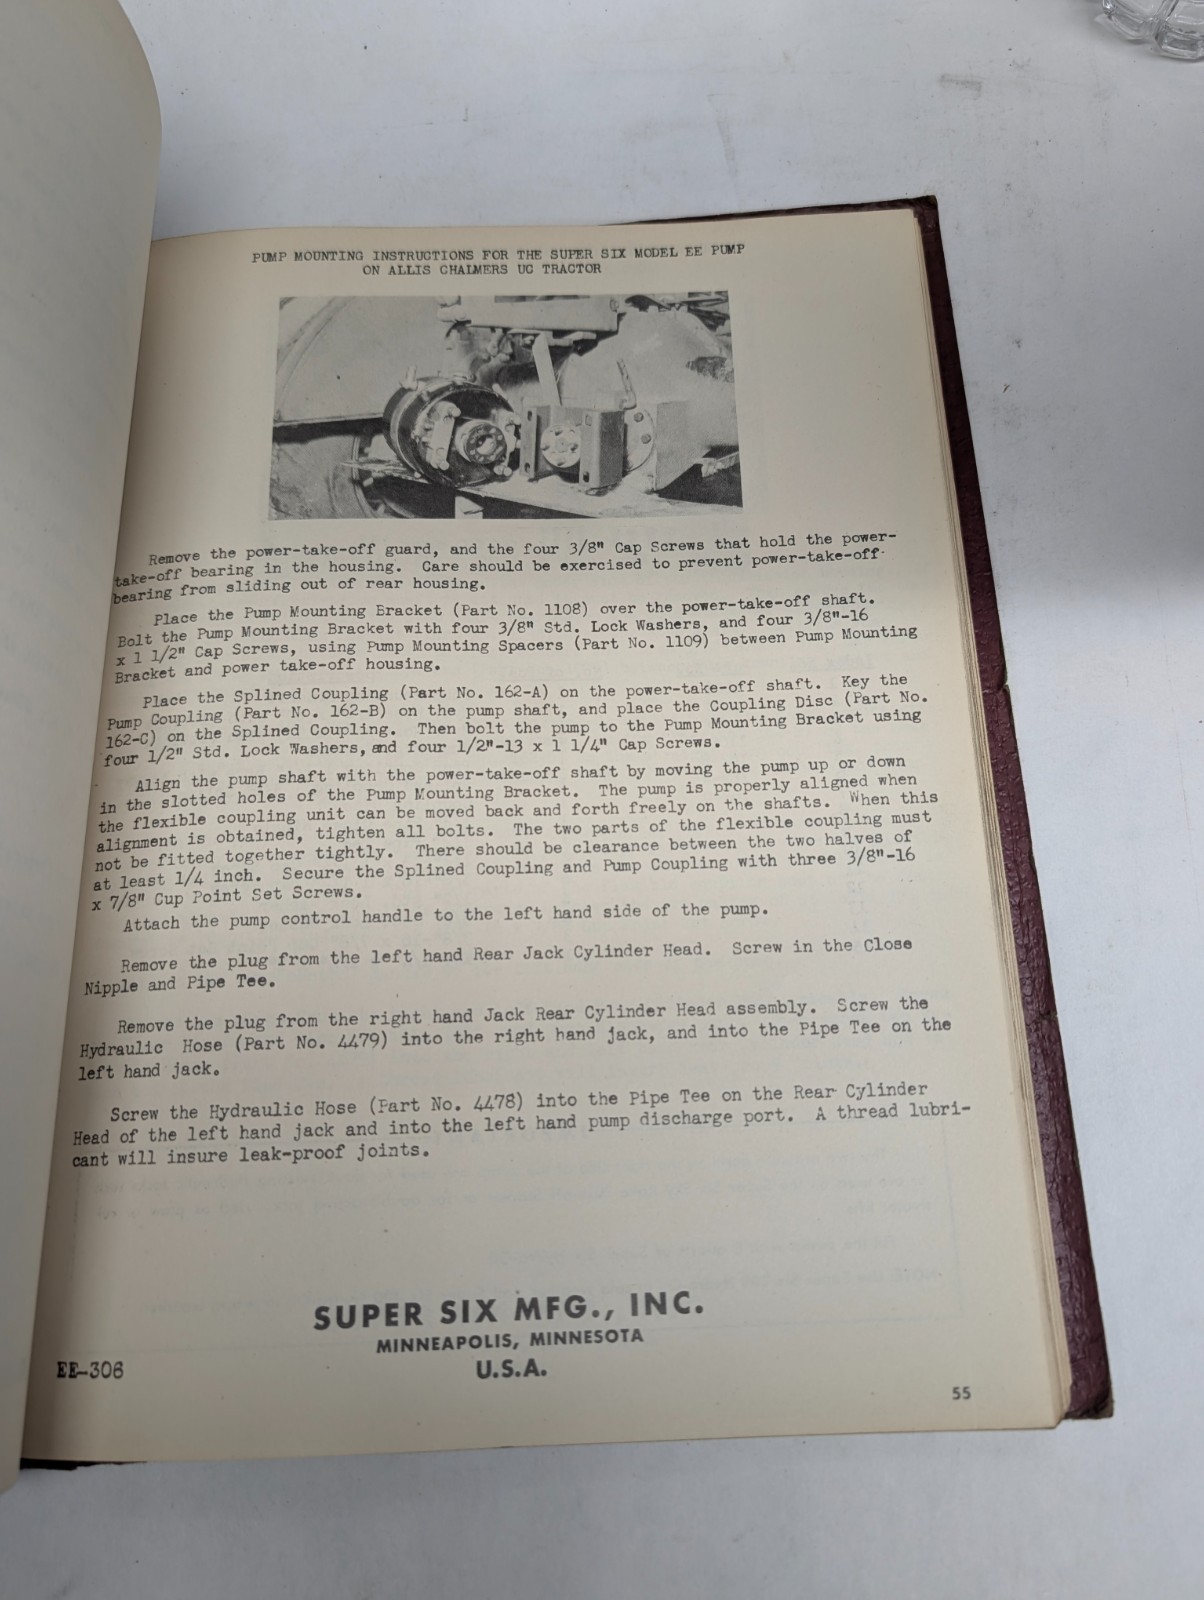 PUMP MOUNTING INSTRUCTIONS FOR THE SUPER SIX MODEL EE PUMP
ON ALLIS CHALMERS UC TRACTOR
Remove the power-take-off guard, and the four 3/8" Cap Screws that hold the power-
take-off bearing in the housing. Care should be exercised to prevent power-take-off
bearing from sliding out of rear housing.
Place the Pump Mounting Bracket (Part No. 1108) over the power-take-off shaft.
Bolt the Pump Mounting Bracket with four 3/8" Std. Lock Washers, and four 3/8"-16
x 1 1/2" Cap Screws, using Pump Mounting Spacers (Part No. 1109) between Pump Mounting
Bracket and power take-off housing.
Place the Splined Coupling (Part No. 162-A) on the power-take-off shaft. Key the
Pump Coupling (Part No. 162-B) on the pump shaft, and place the Coupling Disc (Part No.
162-C) on the Splined Coupling. Then bolt the pump to the Pump Mounting Bracket using
four 1/2" Std. Lock Washers, and four 1/2"-13 x 1 1/4" Cap Screws.
Align the pump shaft with the power-take-off shaft by moving the pump up or down
in the slotted holes of the Pump Mounting Bracket. The pump is properly aligned when
the flexible coupling unit can be moved back and forth freely on the shafts. When this
alignment is obtained, tighten all bolts. The two parts of the flexible coupling must
not be fitted together tightly. There should be clearance between the two halves of
at least 1/4 inch. Secure the Splined Coupling and Pump Coupling with three 3/8"-16
x 7/8" Cup Point Set Screws.
Attach the pump control handle to the left hand side of the pump.
Remove the plug from the left hand Rear Jack Cylinder Head. Screw in the Close
Nipple and Pipe Tee.
Remove the plug from the right hand Jack Rear Cylinder Head assembly. Screw the
Hydraulic Hose (Part No. 4479) into the right hand jack, and into the Pipe Tee on the
left hand jack.
Screw the Hydraulic Hose (Part No. 4478) into the Pipe Tee on the Rear Cylinder
Head of the left hand jack and into the left hand pump discharge port. A thread lubri-
cant will insure leak-proof joints.
SUPER SIX MFG., INC.
MINNEAPOLIS, MINNESOTA
U.S.A.
EE-306
55